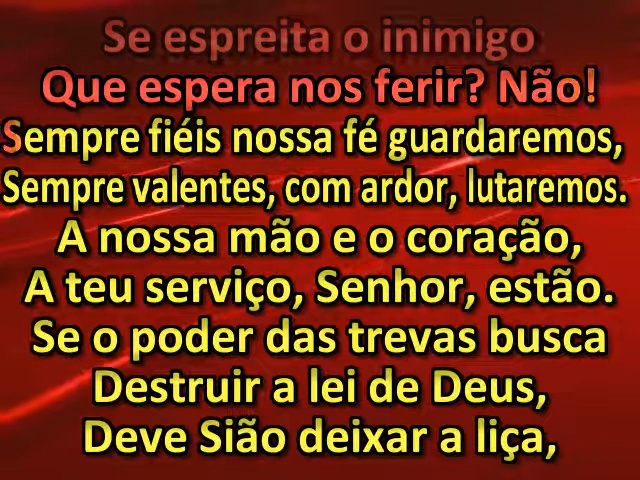 Se espreita o inimigo
Que espera nos ferir? Não!
Sempre fiéis nossa fé guardaremos,
Sempre valentes, com ardor, lutaremos.
A nossa mão e o coração,
A teu serviço, Senhor, estão.
Se o poder das trevas busca
Destruir a lei de Deus,
Deve Sião deixar a liça,